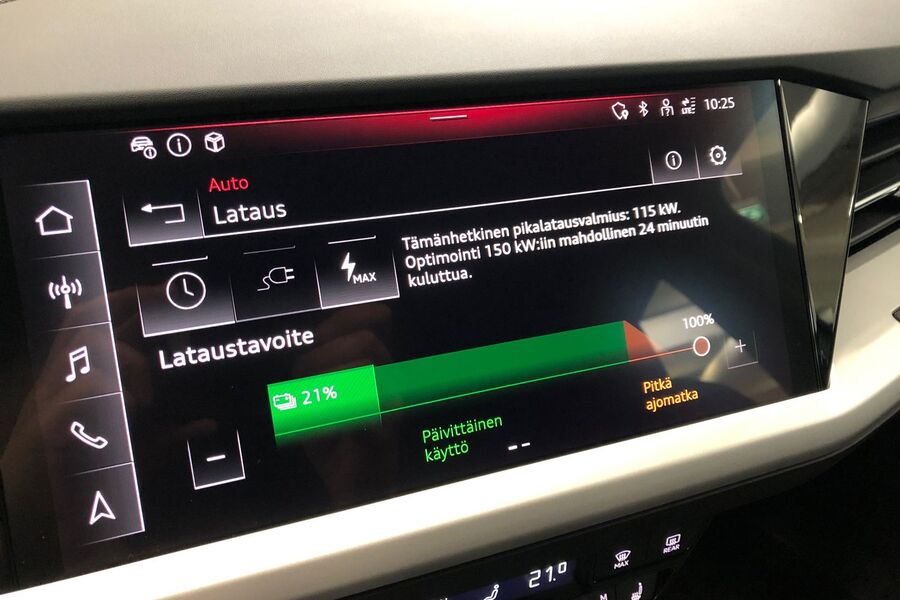 LTE
10:25
Auto
Lataus
Tämänhetkinen pikalatausvalmius: 115 kW.
Optimointi 150 kW:iin mahdollinen 24 minuutin
kuluttua.
MAX
Lataustavoite
100%
+
21%
Pitkä
ajomatka
Päivittäinen
käyttö
--
−
21.0
MAX
REAR